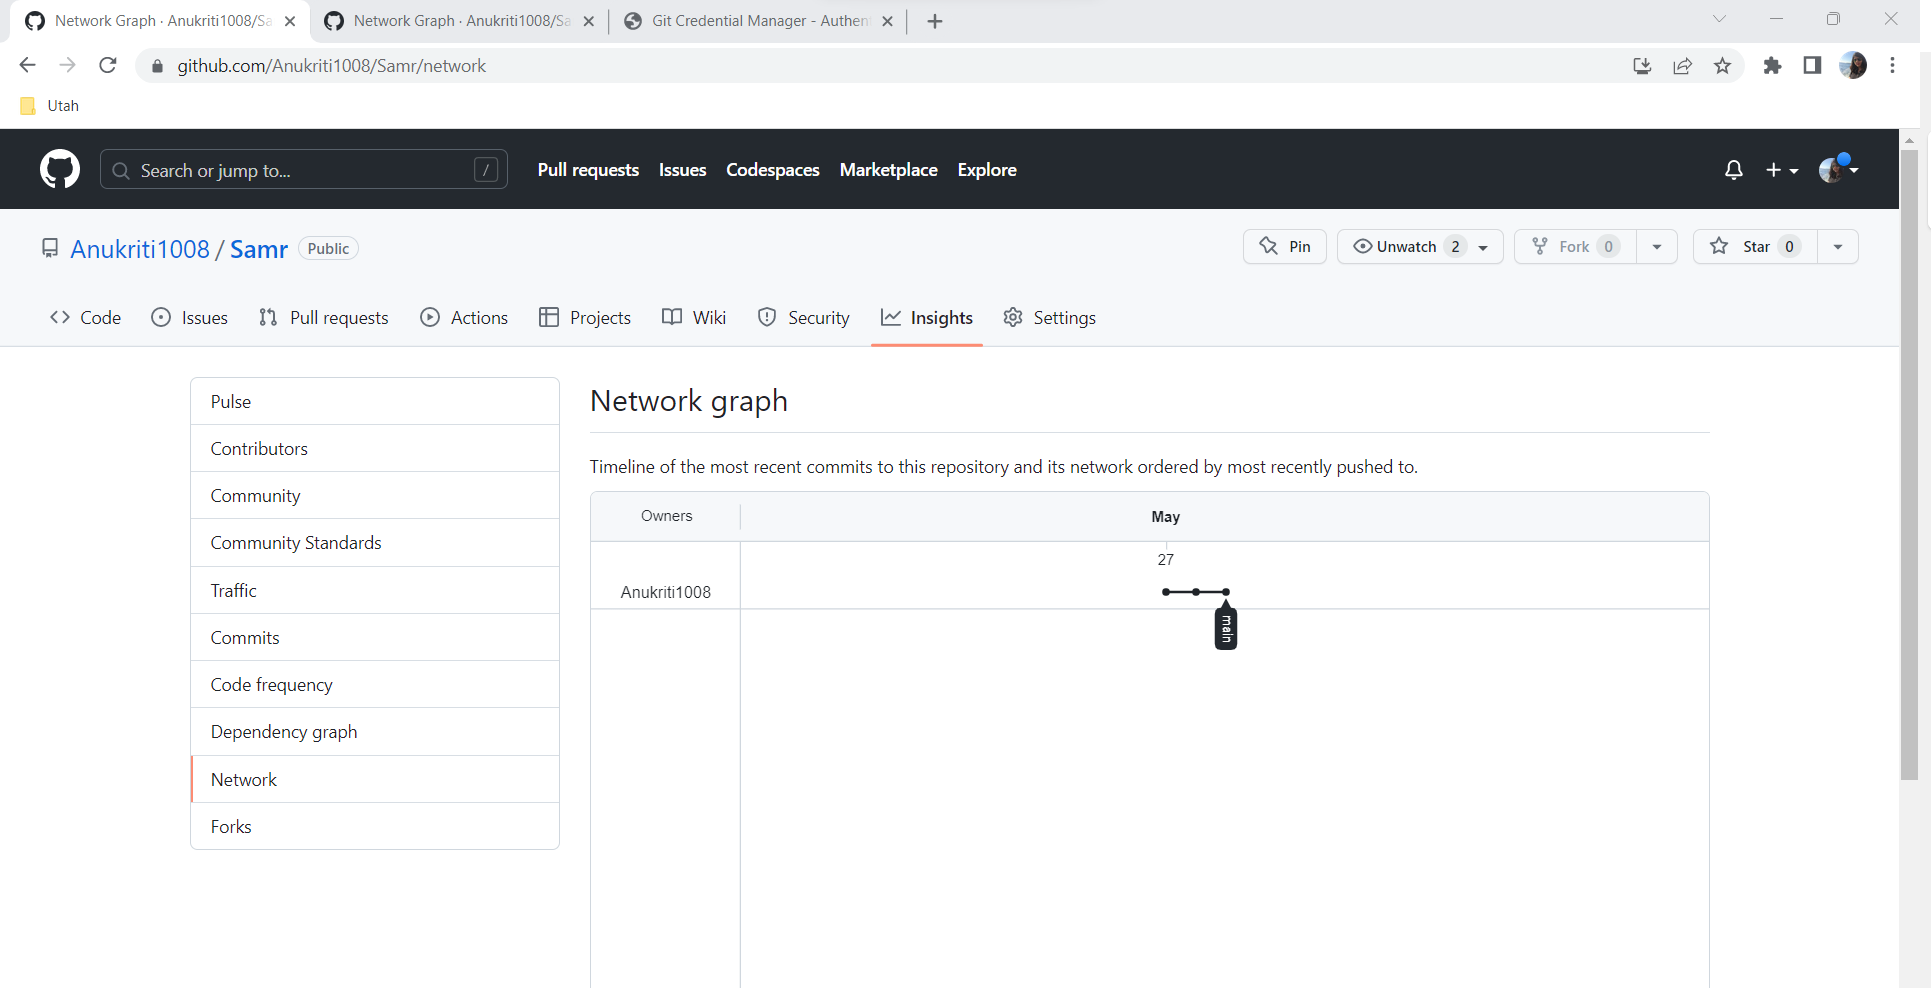 Network Graph · Anukriti1008/Sa
Network Graph · Anukriti1008/Sa
Git Credential Manager - Authen
github.com/Anukriti1008/Samr/network
Utah
Search or jump to...
/
Pull requests
Issues
Codespaces
Marketplace
Explore
Anukriti1008 / Samr
Public
Pin
Unwatch 2
Fork 0
Star 0
Code
Issues
Pull requests
Actions
Projects
Wiki
Security
Insights
Settings
Pulse
Contributors
Community
Community Standards
Traffic
Commits
Code frequency
Dependency graph
Network
Forks
Network graph
Timeline of the most recent commits to this repository and its network ordered by most recently pushed to.
Owners
May
27
Anukriti1008
main